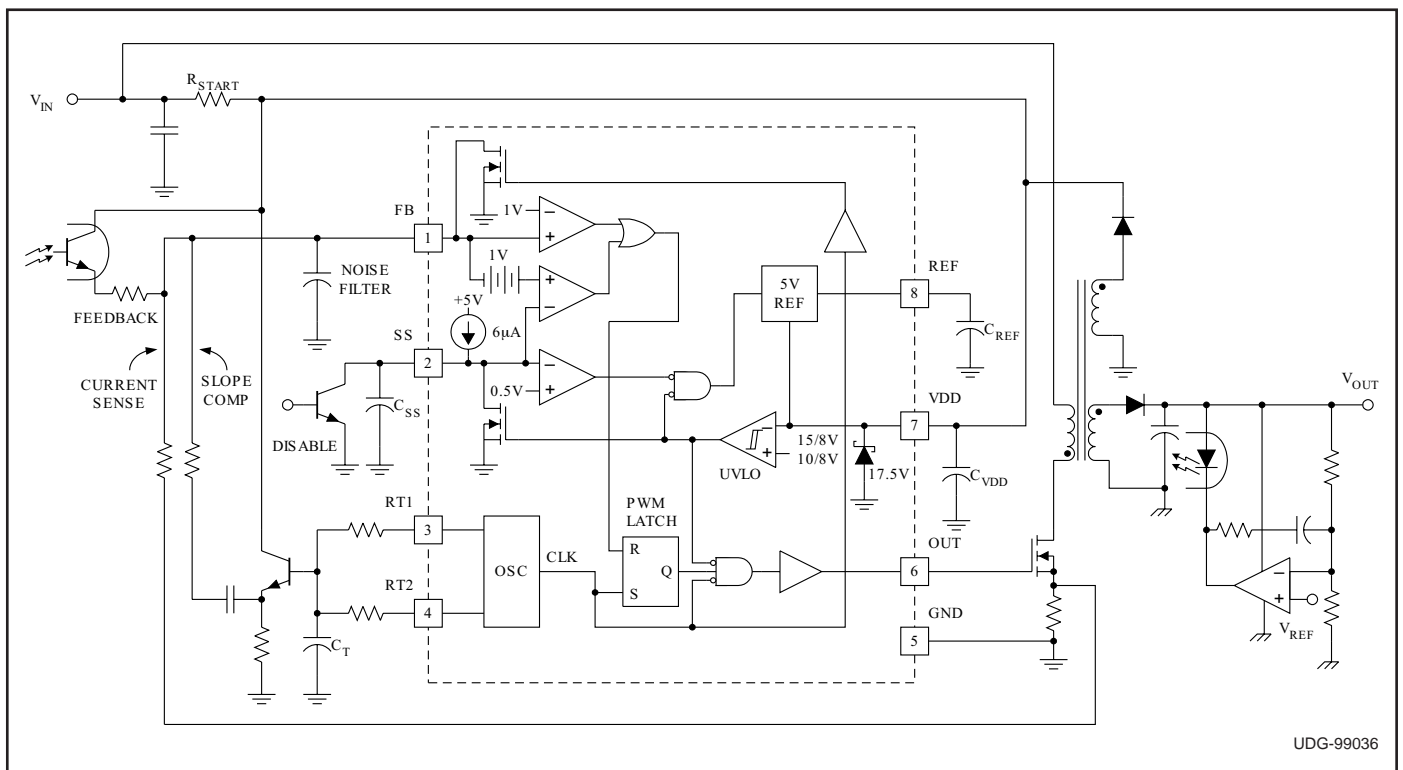 R_START
V_IN
FB
1
NOISE
FILTER
FEEDBACK
CURRENT
SENSE
SLOPE
COMP
1V
−
+
1V
+
−
+5V
6µA
SS
2
−
+
0.5V
C_SS
DISABLE
5V
REF
REF
8
C_REF
VDD
7
15/8V
10/8V
−
+
UVLO
17.5V
C_VDD
RT1
3
RT2
4
C_T
OSC
CLK
PWM
LATCH
R
S
Q
OUT
6
GND
5
V_OUT
−
+
V_REF
UDG-99036